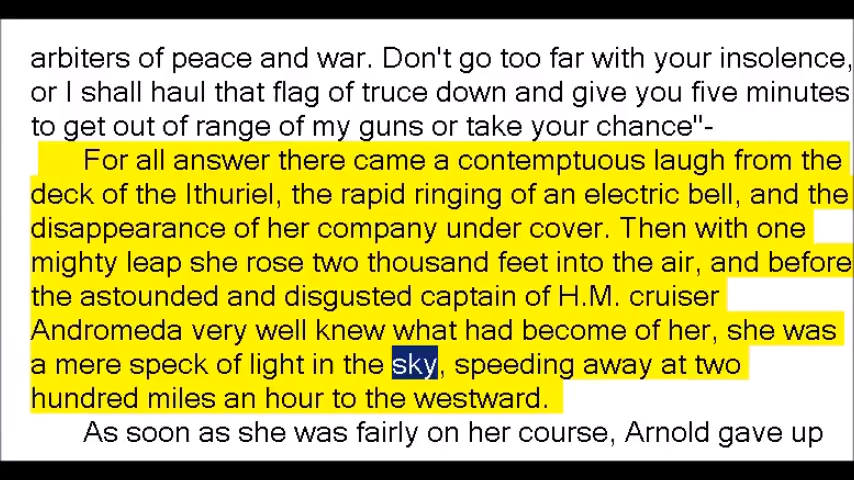 arbiters of peace and war. Don't go too far with your insolence,
or I shall haul that flag of truce down and give you five minutes
to get out of range of my guns or take your chance"-
For all answer there came a contemptuous laugh from the
deck of the Ithuriel, the rapid ringing of an electric bell, and the
disappearance of her company under cover. Then with one
mighty leap she rose two thousand feet into the air, and before
the astounded and disgusted captain of H.M. cruiser
Andromeda very well knew what had become of her, she was
a mere speck of light in the sky, speeding away at two
hundred miles an hour to the westward.
As soon as she was fairly on her course, Arnold gave up